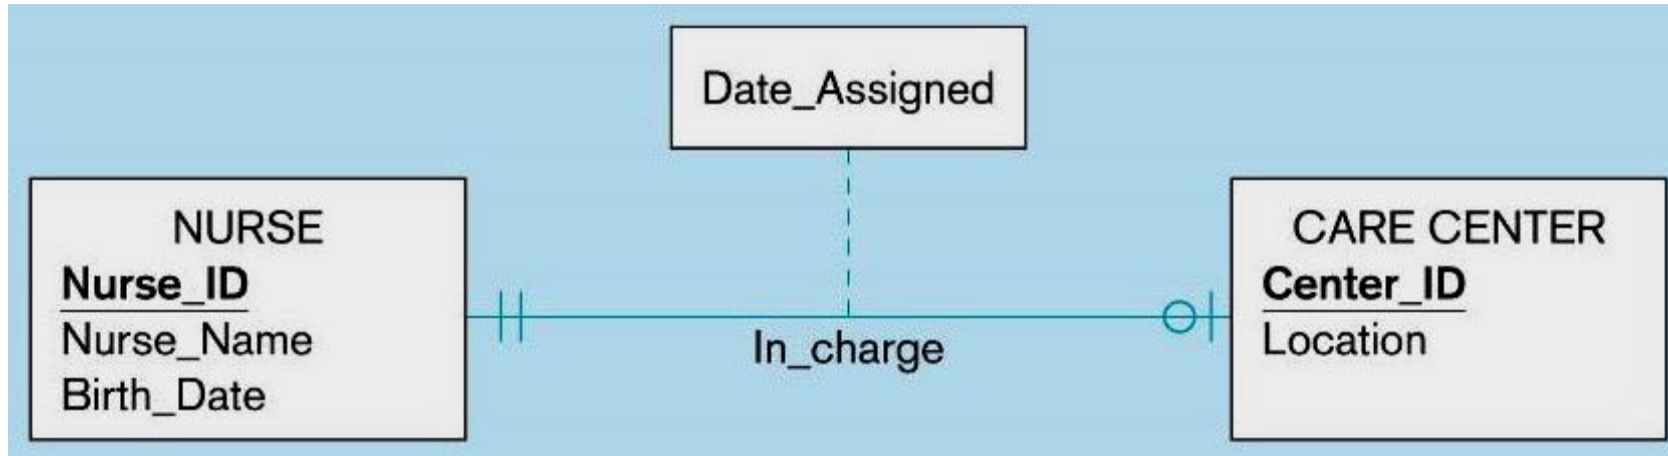 Date_Assigned
NURSE
Nurse_ID
Nurse_Name
Birth_Date
In_charge
CARE CENTER
Center_ID
Location